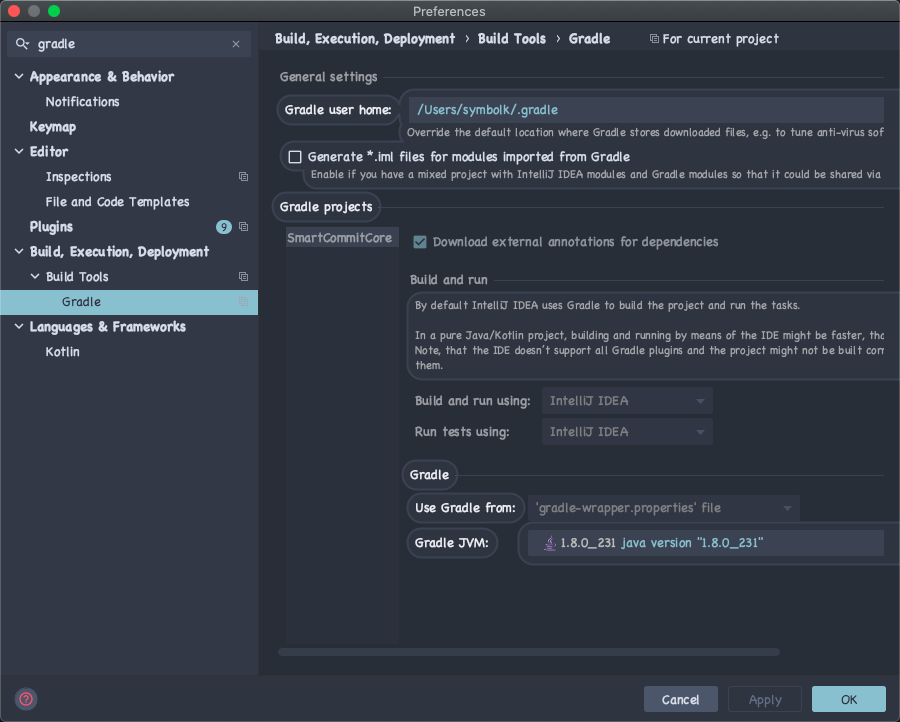 Preferences
gradle
Build, Execution, Deployment › Build Tools › Gradle
For current project
Appearance & Behavior
Notifications
Keymap
Editor
Inspections
File and Code Templates
Plugins
9
Build, Execution, Deployment
Build Tools
Gradle
Languages & Frameworks
Kotlin
General settings
Gradle user home:
/Users/symbolk/.gradle
Override the default location where Gradle stores downloaded files, e.g. to tune anti-virus sof
Generate *.iml files for modules imported from Gradle
Enable if you have a mixed project with IntelliJ IDEA modules and Gradle modules so that it could be shared via
Gradle projects
SmartCommitCore
Download external annotations for dependencies
Build and run
By default IntelliJ IDEA uses Gradle to build the project and run the tasks.
In a pure Java/Kotlin project, building and running by means of the IDE might be faster, tha
Note, that the IDE doesn't support all Gradle plugins and the project might not be built corr
them.
Build and run using:
IntelliJ IDEA
Run tests using:
IntelliJ IDEA
Gradle
Use Gradle from:
'gradle-wrapper.properties' file
Gradle JVM:
1.8.0_231 java version "1.8.0_231"
?
Cancel
Apply
OK